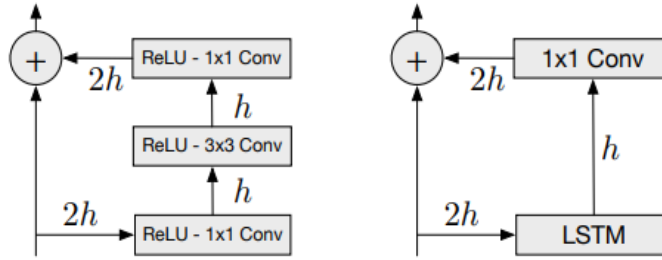 +
ReLU - 1x1 Conv
2h
h
ReLU - 3x3 Conv
h
2h
ReLU - 1x1 Conv
+
1x1 Conv
2h
h
2h
LSTM